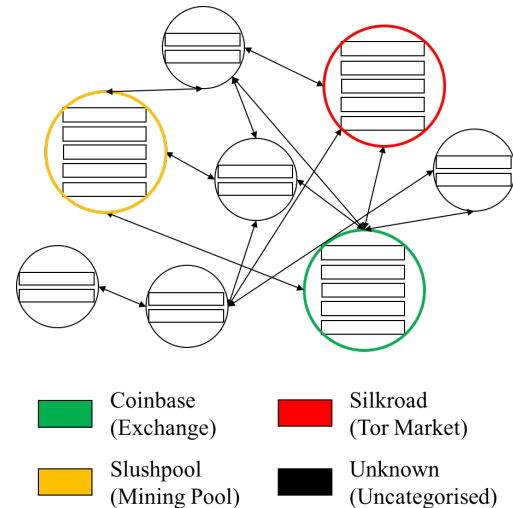 Coinbase
(Exchange)
Silkroad
(Tor Market)
Slushpool
(Mining Pool)
Unknown
(Uncategorised)